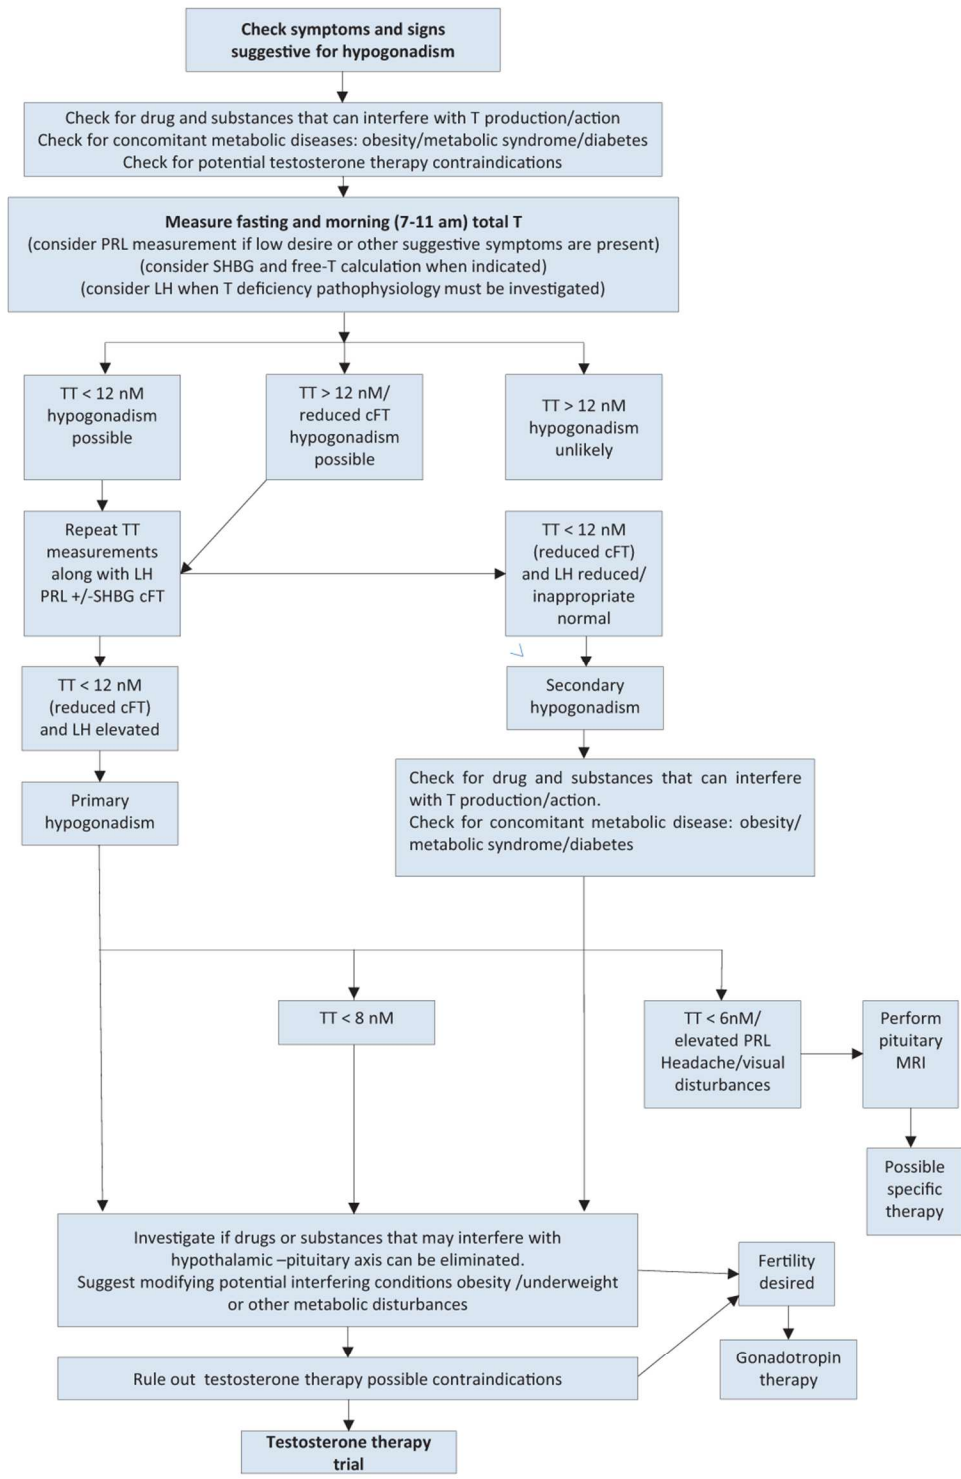 Check symptoms and signs
suggestive for hypogonadism
Check for drug and substances that can interfere with T production/action
Check for concomitant metabolic diseases: obesity/metabolic syndrome/diabetes
Check for potential testosterone therapy contraindications
Measure fasting and morning (7-11 am) total T
(consider PRL measurement if low desire or other suggestive symptoms are present)
(consider SHBG and free-T calculation when indicated)
(consider LH when T deficiency pathophysiology must be investigated)
TT < 12 nM
hypogonadism
possible
TT > 12 nM/
reduced cFT
hypogonadism
possible
TT > 12 nM
hypogonadism
unlikely
Repeat TT
measurements
along with LH
PRL +/-SHBG cFT
TT < 12 nM
(reduced cFT)
and LH reduced/
inappropriate
normal
TT < 12 nM
(reduced cFT)
and LH elevated
Secondary
hypogonadism
Primary
hypogonadism
Check for drug and substances that can interfere
with T production/action.
Check for concomitant metabolic disease: obesity/
metabolic syndrome/diabetes
TT < 8 nM
TT < 6nM/
elevated PRL
Headache/visual
disturbances
Perform
pituitary
MRI
Possible
specific
therapy
Investigate if drugs or substances that may interfere with
hypothalamic –pituitary axis can be eliminated.
Suggest modifying potential interfering conditions obesity /underweight
or other metabolic disturbances
Fertility
desired
Rule out testosterone therapy possible contraindications
Gonadotropin
therapy
Testosterone therapy
trial